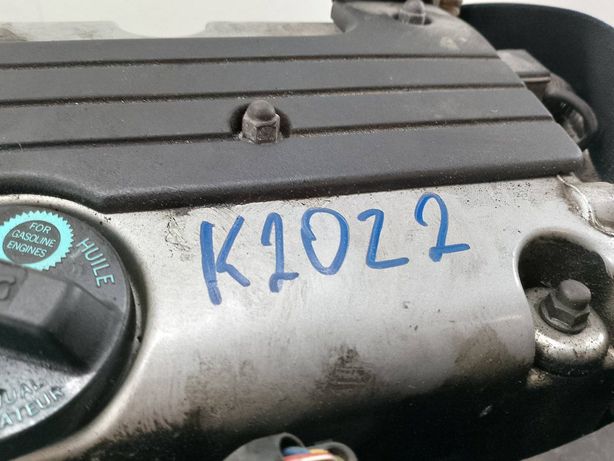 FOR
GASOLINE
ENGINES
HUILE
K20Z2